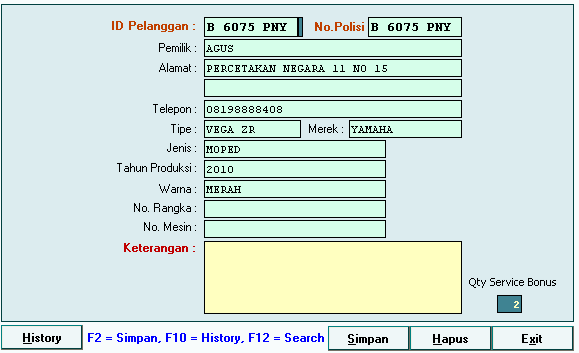 ID Pelanggan : B 6075 PNY No.Polisi B 6075 PNY
Pemilik : AGUS
Alamat : PERCETAKAN NEGARA 11 NO 15
Telepon : 08198888408
Tipe : VEGA ZR Merek : YAMAHA
Jenis : MOPED
Tahun Produksi : 2010
Warna : MERAH
No. Rangka :
No. Mesin :
Keterangan :
Qty Service Bonus
2
History F2 = Simpan, F10 = History, F12 = Search Simpan Hapus Exit